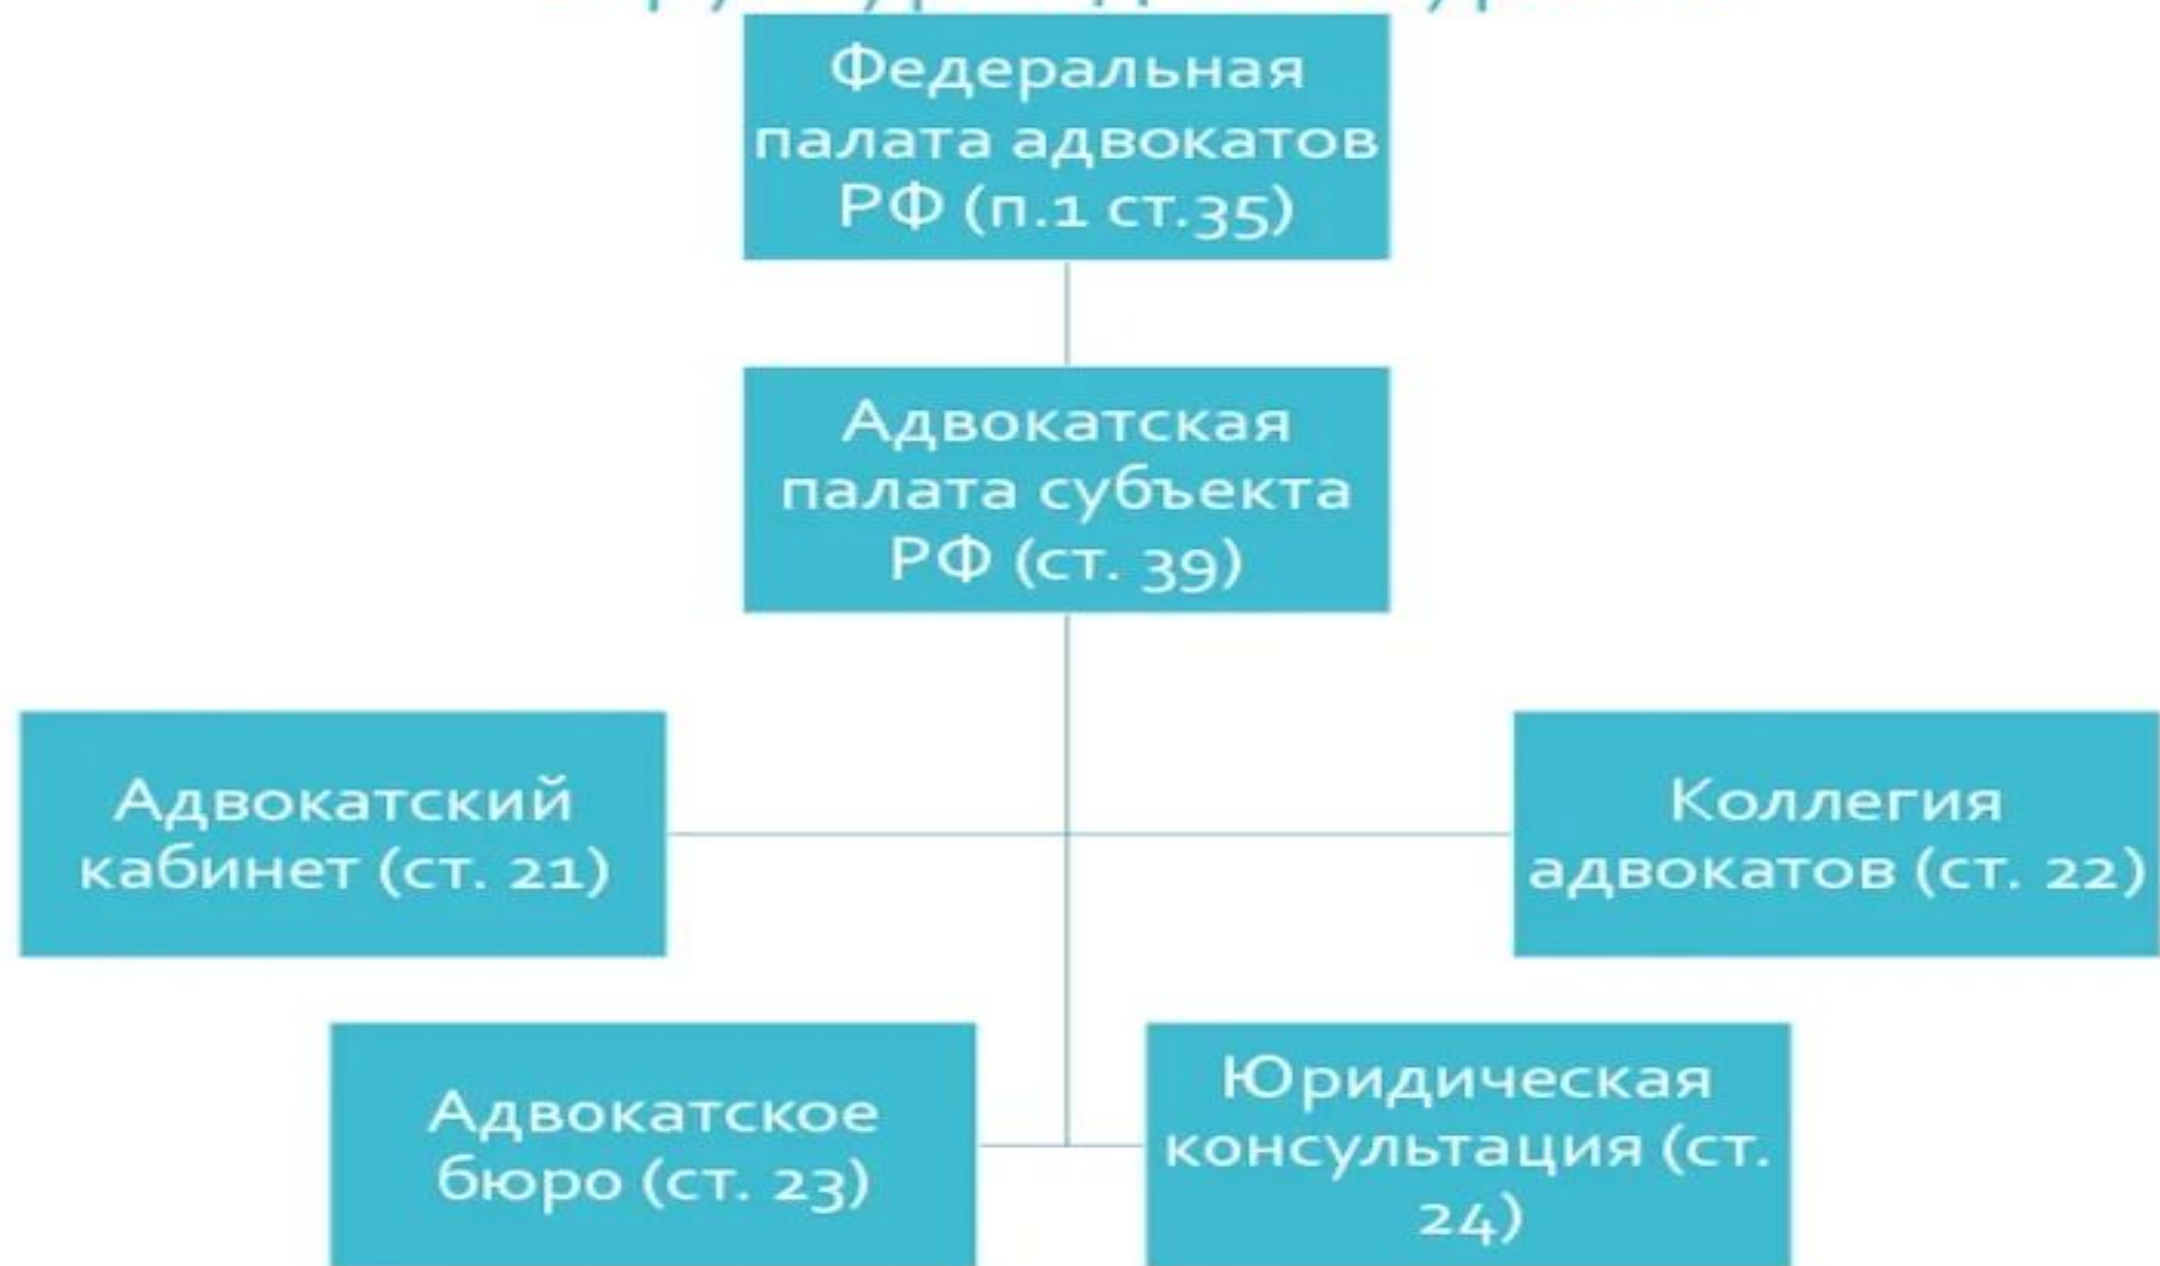 Федеральная
палата адвокатов
РФ (п.1 ст.35)
Адвокатская
палата субъекта
РФ (ст. 39)
Адвокатский
кабинет (ст. 21)
Коллегия
адвокатов (ст. 22)
Адвокатское
бюро (ст. 23)
Юридическая
консультация (ст.
24)